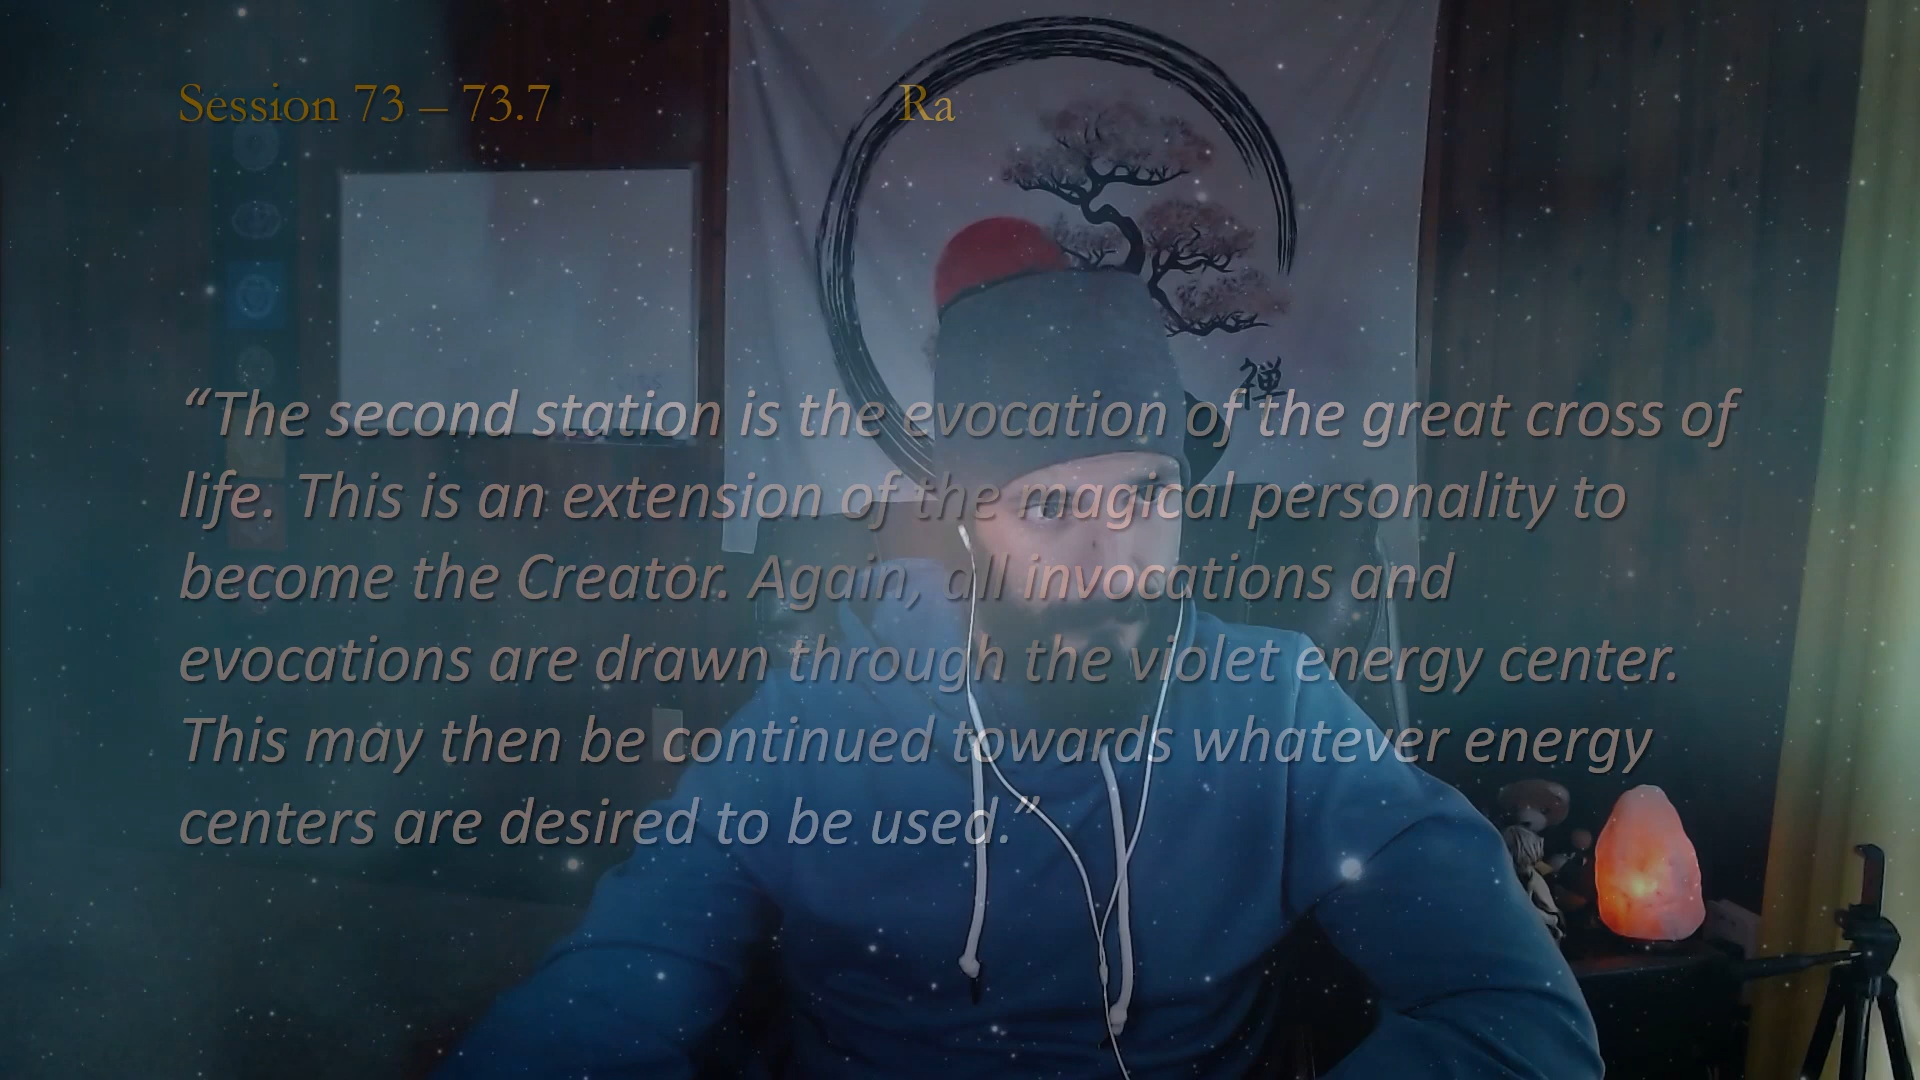 Session 73 – 73.7
Ra
禅
“The second station is the evocation of the great cross of
life. This is an extension of the magical personality to
become the Creator. Again, all invocations and
evocations are drawn through the violet energy center.
This may then be continued towards whatever energy
centers are desired to be used.”